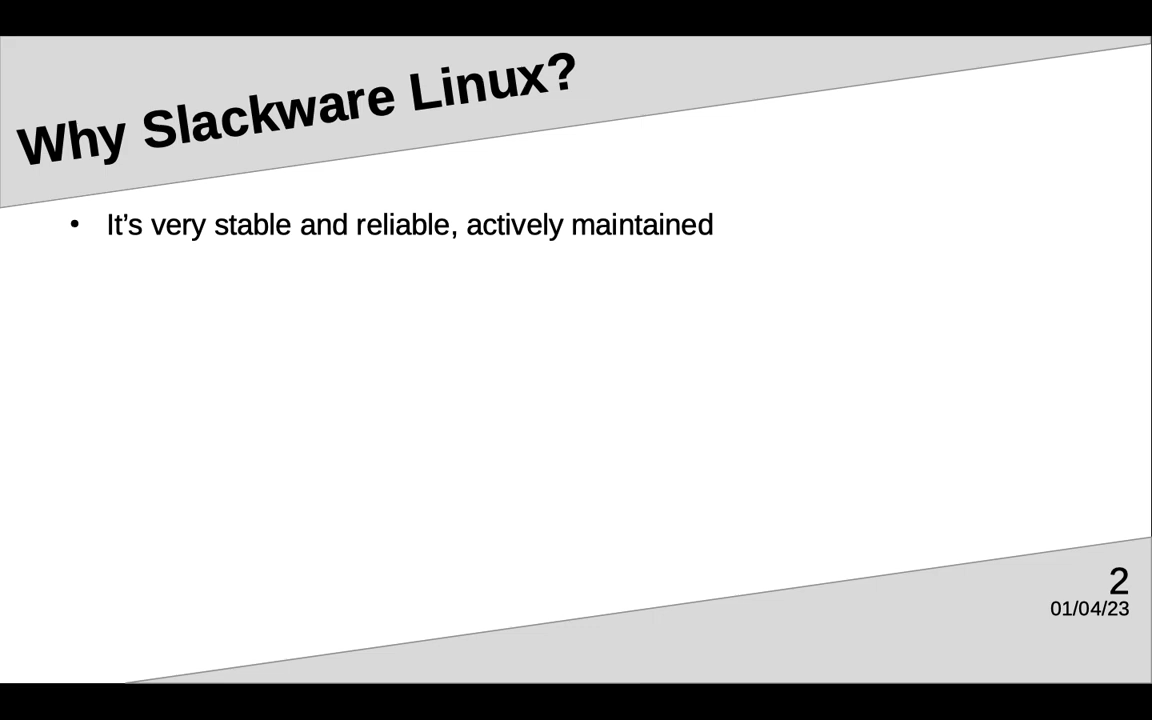 Why Slackware Linux?
• It’s very stable and reliable, actively maintained
2
01/04/23